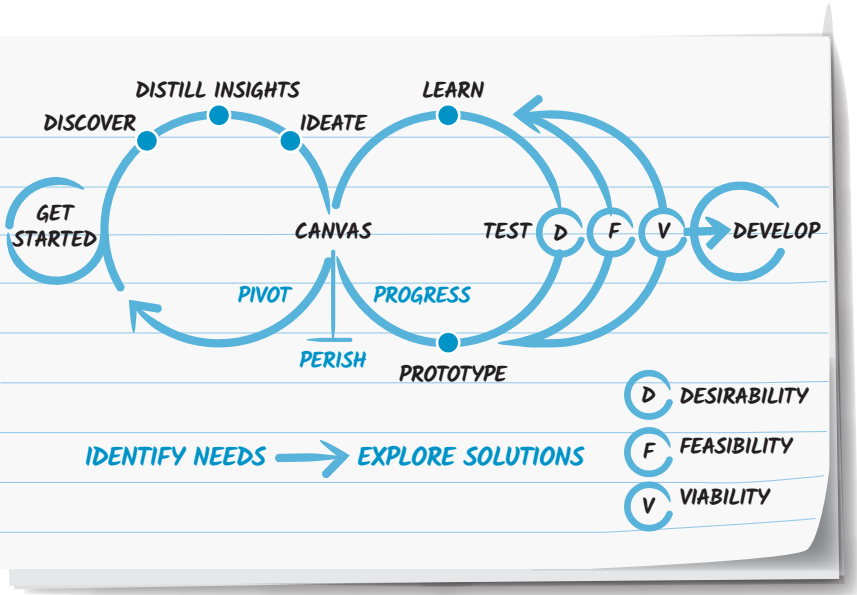 DISTILL INSIGHTS
LEARN
DISCOVER
IDEATE
GET
STARTED
CANVAS
TEST
D
F
V
DEVELOP
PIVOT
PROGRESS
PERISH
PROTOTYPE
D
DESIRABILITY
F
FEASIBILITY
IDENTIFY NEEDS
EXPLORE SOLUTIONS
V
VIABILITY